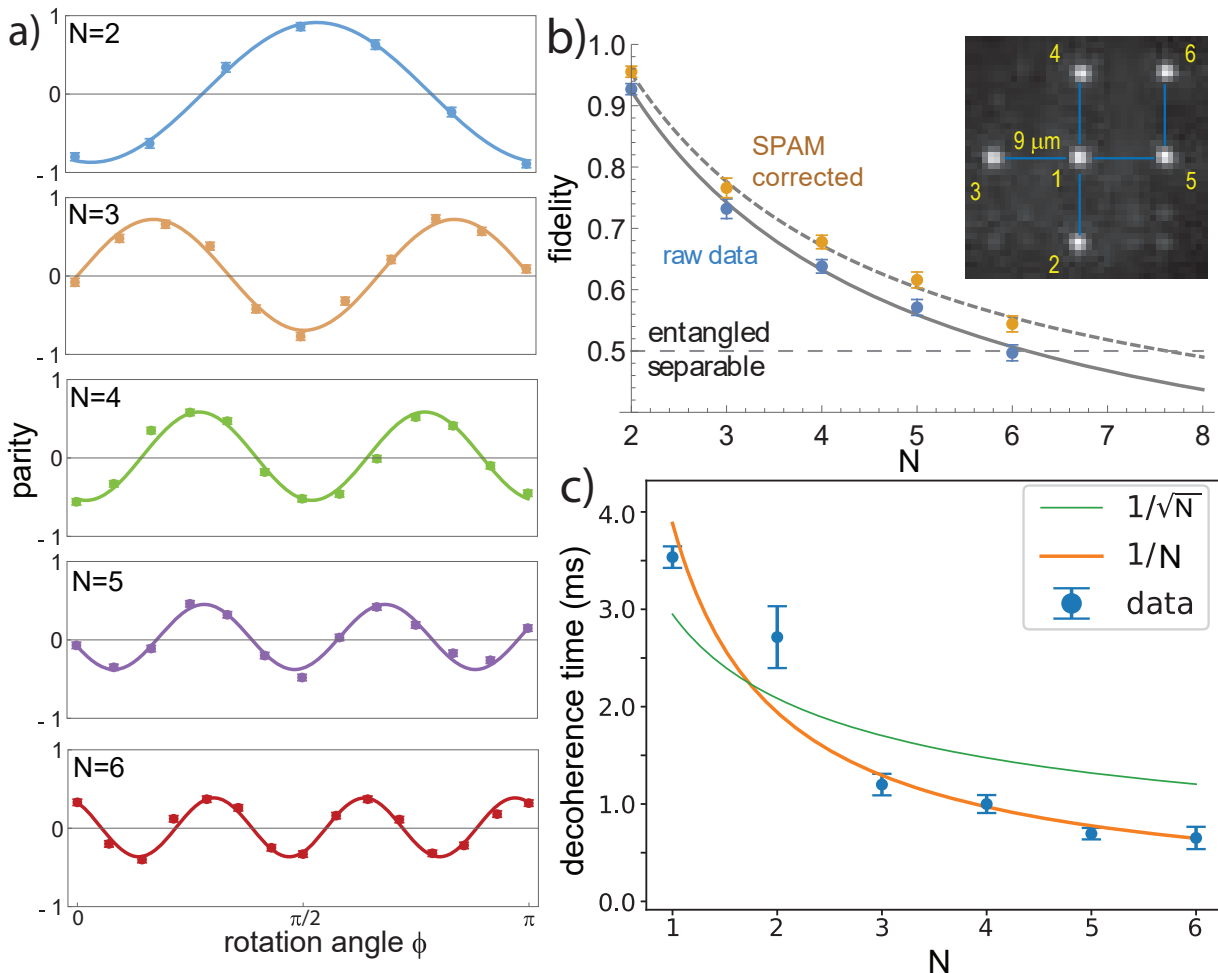 a)
N=2
1
0
- 1
N=3
1
0
- 1
N=4
1
0
- 1
N=5
1
0
- 1
N=6
1
0
- 1
parity
0
π/2
π
rotation angle ϕ
b)
1.0
0.9
0.8
0.7
0.6
0.5
fidelity
SPAM
corrected
raw data
entangled
separable
2
3
4
5
6
7
8
N
4
6
9 μm
3
1
5
2
c)
4.0
3.0
2.0
1.0
0.0
decoherence time (ms)
1/√N
1/N
data
1
2
3
4
5
6
N